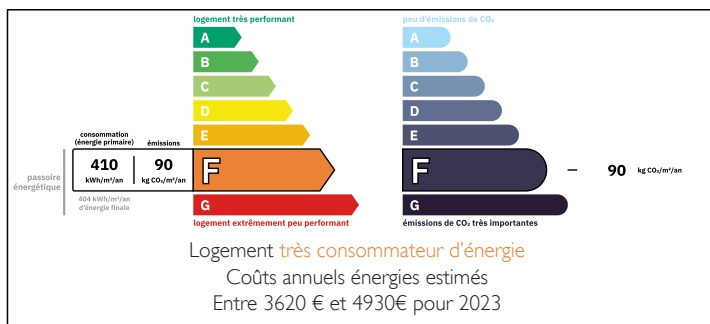 logement très performant
A
B
C
D
E
consommation
(énergie primaire)
émissions
passoire
énergétique
410
kWh/m²/an
90
kg CO₂/m²/an
F
404 kWh/m²/an
d'énergie finale
G
logement extrêmement peu performant
peu d'émissions de CO₂
A
B
C
D
E
F
90 kg CO₂/m²/an
G
émissions de CO₂ très importantes
Logement très consommateur d'énergie
Coûts annuels énergies estimés
Entre 3620 € et 4930€ pour 2023